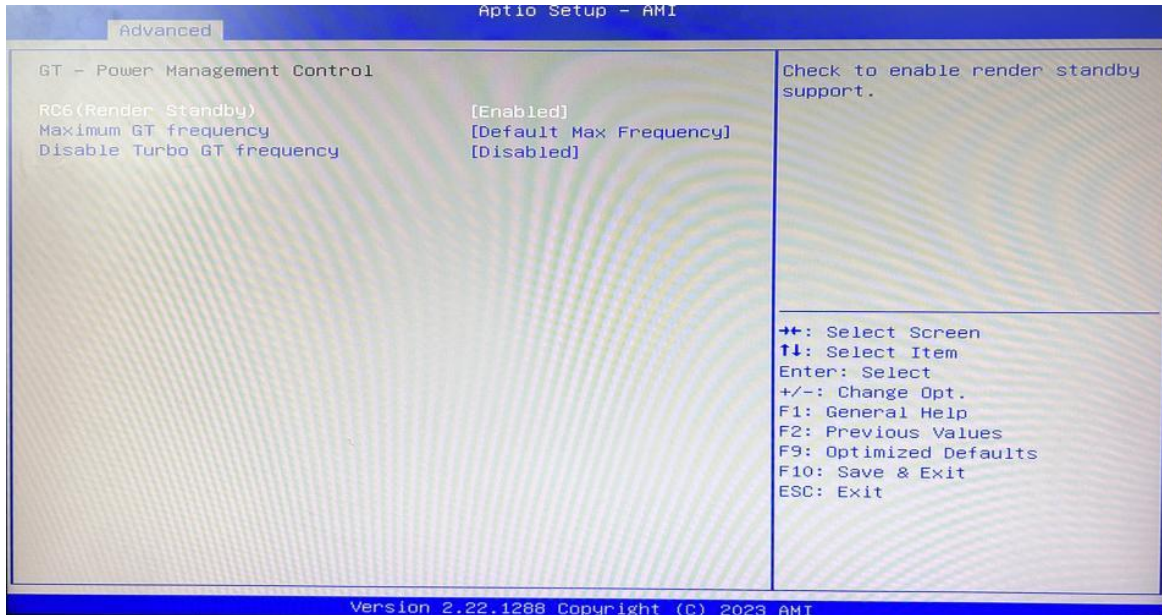 Aptio Setup - AMI
Advanced
GT - Power Management Control
RC6(Render Standby) [Enabled]
Maximum GT frequency [Default Max Frequency]
Disable Turbo GT frequency [Disabled]
Check to enable render standby
support.
→←: Select Screen
↑↓: Select Item
Enter: Select
+/-: Change Opt.
F1: General Help
F2: Previous Values
F9: Optimized Defaults
F10: Save & Exit
ESC: Exit
Version 2.22.1288 Copyright (C) 2023 AMI